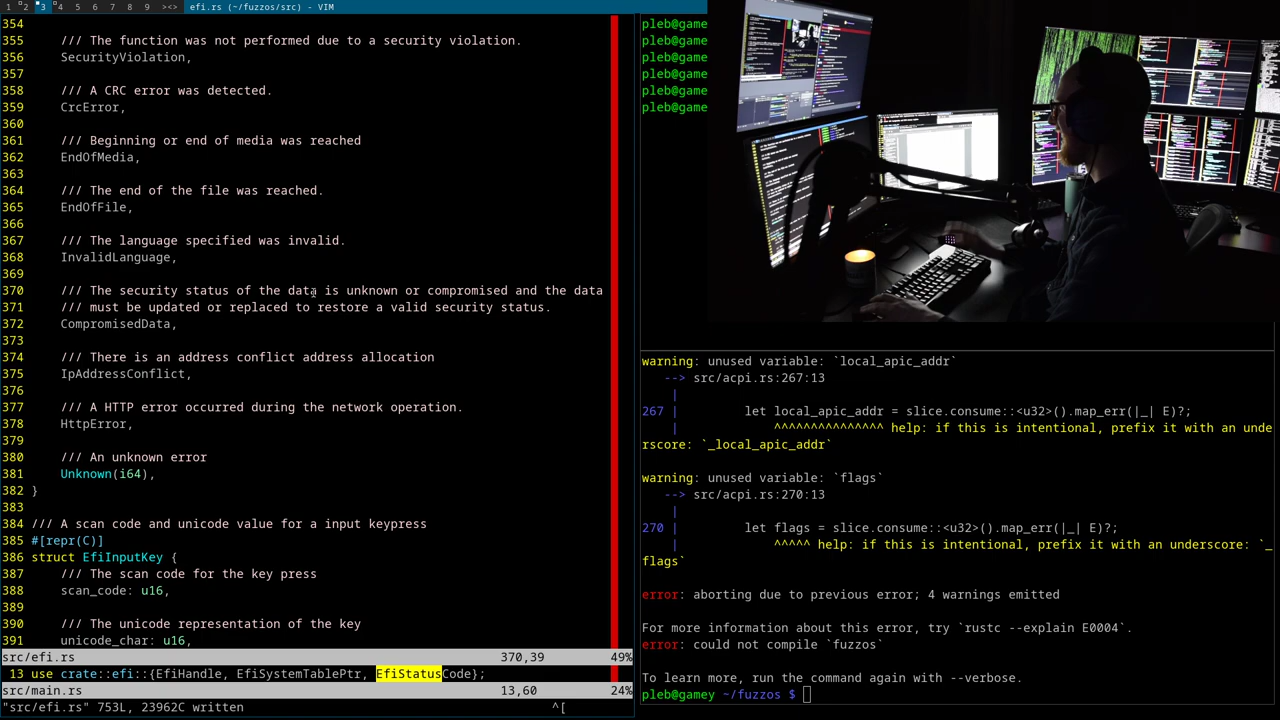 1 2 3 4 5 6 7 8 9 ><> efi.rs (~/fuzzos/src) - VIM
354
355 /// The function was not performed due to a security violation.
356 SecurityViolation,
357
358 /// A CRC error was detected.
359 CrcError,
360
361 /// Beginning or end of media was reached
362 EndOfMedia,
363
364 /// The end of the file was reached.
365 EndOfFile,
366
367 /// The language specified was invalid.
368 InvalidLanguage,
369
370 /// The security status of the data is unknown or compromised and the data
371 /// must be updated or replaced to restore a valid security status.
372 CompromisedData,
373
374 /// There is an address conflict address allocation
375 IpAddressConflict,
376
377 /// A HTTP error occurred during the network operation.
378 HttpError,
379
380 /// An unknown error
381 Unknown(i64),
382 }
383
384 /// A scan code and unicode value for a input keypress
385 #[repr(C)]
386 struct EfiInputKey {
387 /// The scan code for the key press
388 scan_code: u16,
389
390 /// The unicode representation of the key
391 unicode_char: u16,
src/efi.rs 370,39 49%
13 use crate::efi::{EfiHandle, EfiSystemTablePtr, EfiStatusCode};
src/main.rs 13,60 24%
"src/efi.rs" 753L, 23962C written ^[
pleb@game
pleb@game
pleb@game
pleb@game
pleb@game
pleb@game
warning: unused variable: `local_apic_addr`
--> src/acpi.rs:267:13
|
267 | let local_apic_addr = slice.consume::<u32>().map_err(|_| E)?;
| ^^^^^^^^^^^^^^^ help: if this is intentional, prefix it with an unde
rscore: `_local_apic_addr`
warning: unused variable: `flags`
--> src/acpi.rs:270:13
|
270 | let flags = slice.consume::<u32>().map_err(|_| E)?;
| ^^^^^ help: if this is intentional, prefix it with an underscore: `_
flags`
error: aborting due to previous error; 4 warnings emitted
For more information about this error, try `rustc --explain E0004`.
error: could not compile `fuzzos`
To learn more, run the command again with --verbose.
pleb@gamey ~/fuzzos $